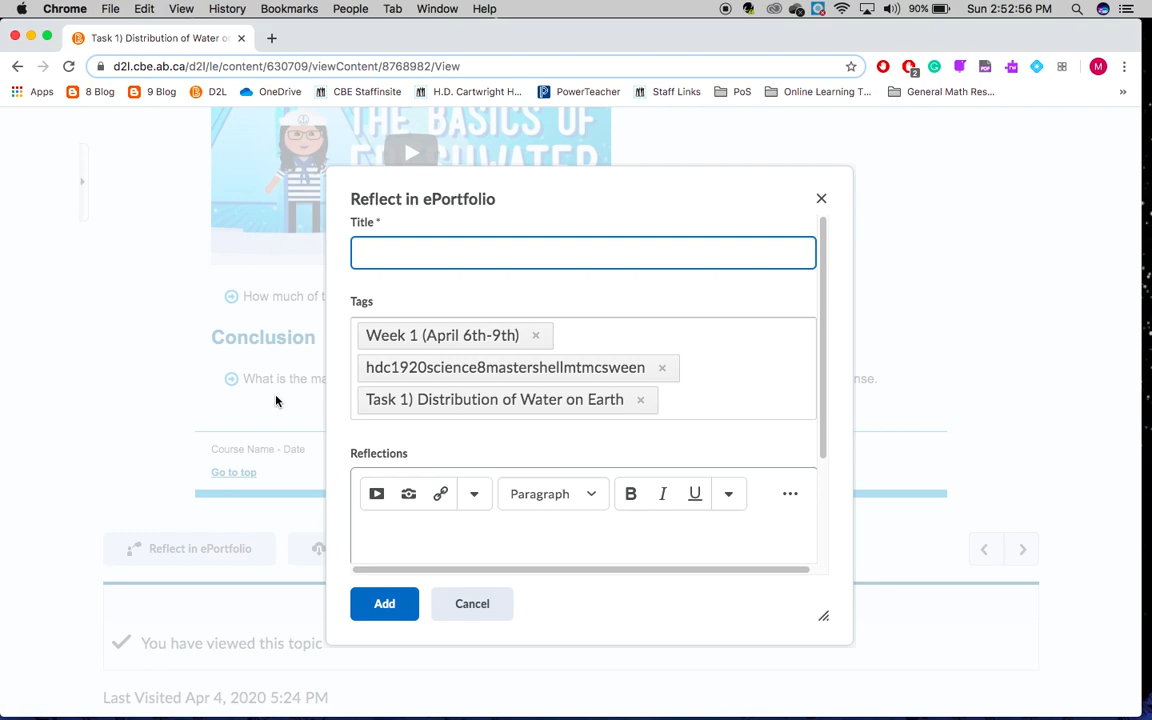 Chrome File Edit View History Bookmarks People Tab Window Help 90% Sun 2:52:56 PM
Task 1) Distribution of Water o
d2l.cbe.ab.ca/d2l/le/content/630709/viewContent/8768982/View
2
M
Apps 8 Blog 9 Blog D2L OneDrive CBE Staffinsite H.D. Cartwright H... PowerTeacher Staff Links PoS Online Learning T... General Math Res... »
THE BASICS OF
Reflect in ePortfolio
Title *
Tags
Week 1 (April 6th-9th) ×
hdc1920science8mastershellmtmcsween ×
Task 1) Distribution of Water on Earth ×
Reflections
Paragraph B I U ...
Add Cancel
How much of
Conclusion
What is the ma
nse.
Course Name - Date
Go to top
Reflect in ePortfolio
You have viewed this topic
Last Visited Apr 4, 2020 5:24 PM